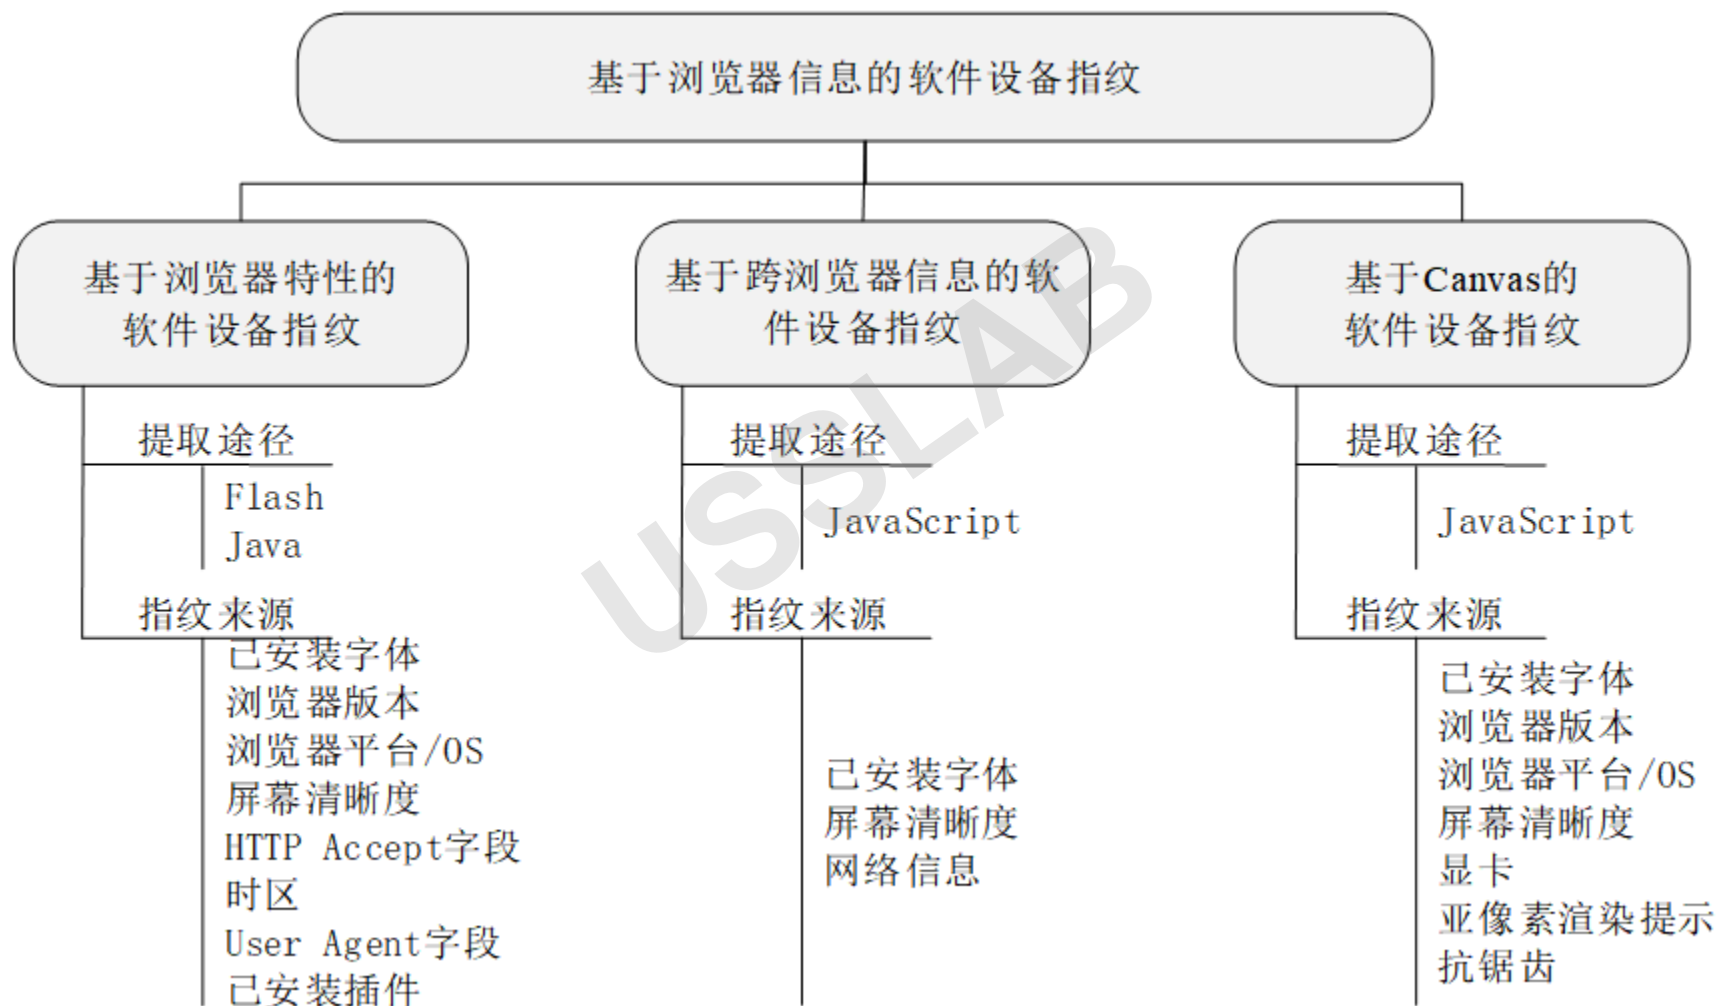 基于浏览器信息的软件设备指纹
基于浏览器特性的
软件设备指纹
提取途径
Flash
Java
指纹来源
已安装字体
浏览器版本
浏览器平台/OS
屏幕清晰度
HTTP Accept字段
时区
User Agent字段
已安装插件
基于跨浏览器信息的软
件设备指纹
提取途径
JavaScript
指纹来源
已安装字体
屏幕清晰度
网络信息
基于Canvas的
软件设备指纹
提取途径
JavaScript
指纹来源
已安装字体
浏览器版本
浏览器平台/OS
屏幕清晰度
显卡
亚像素渲染提示
抗锯齿
USSLAB